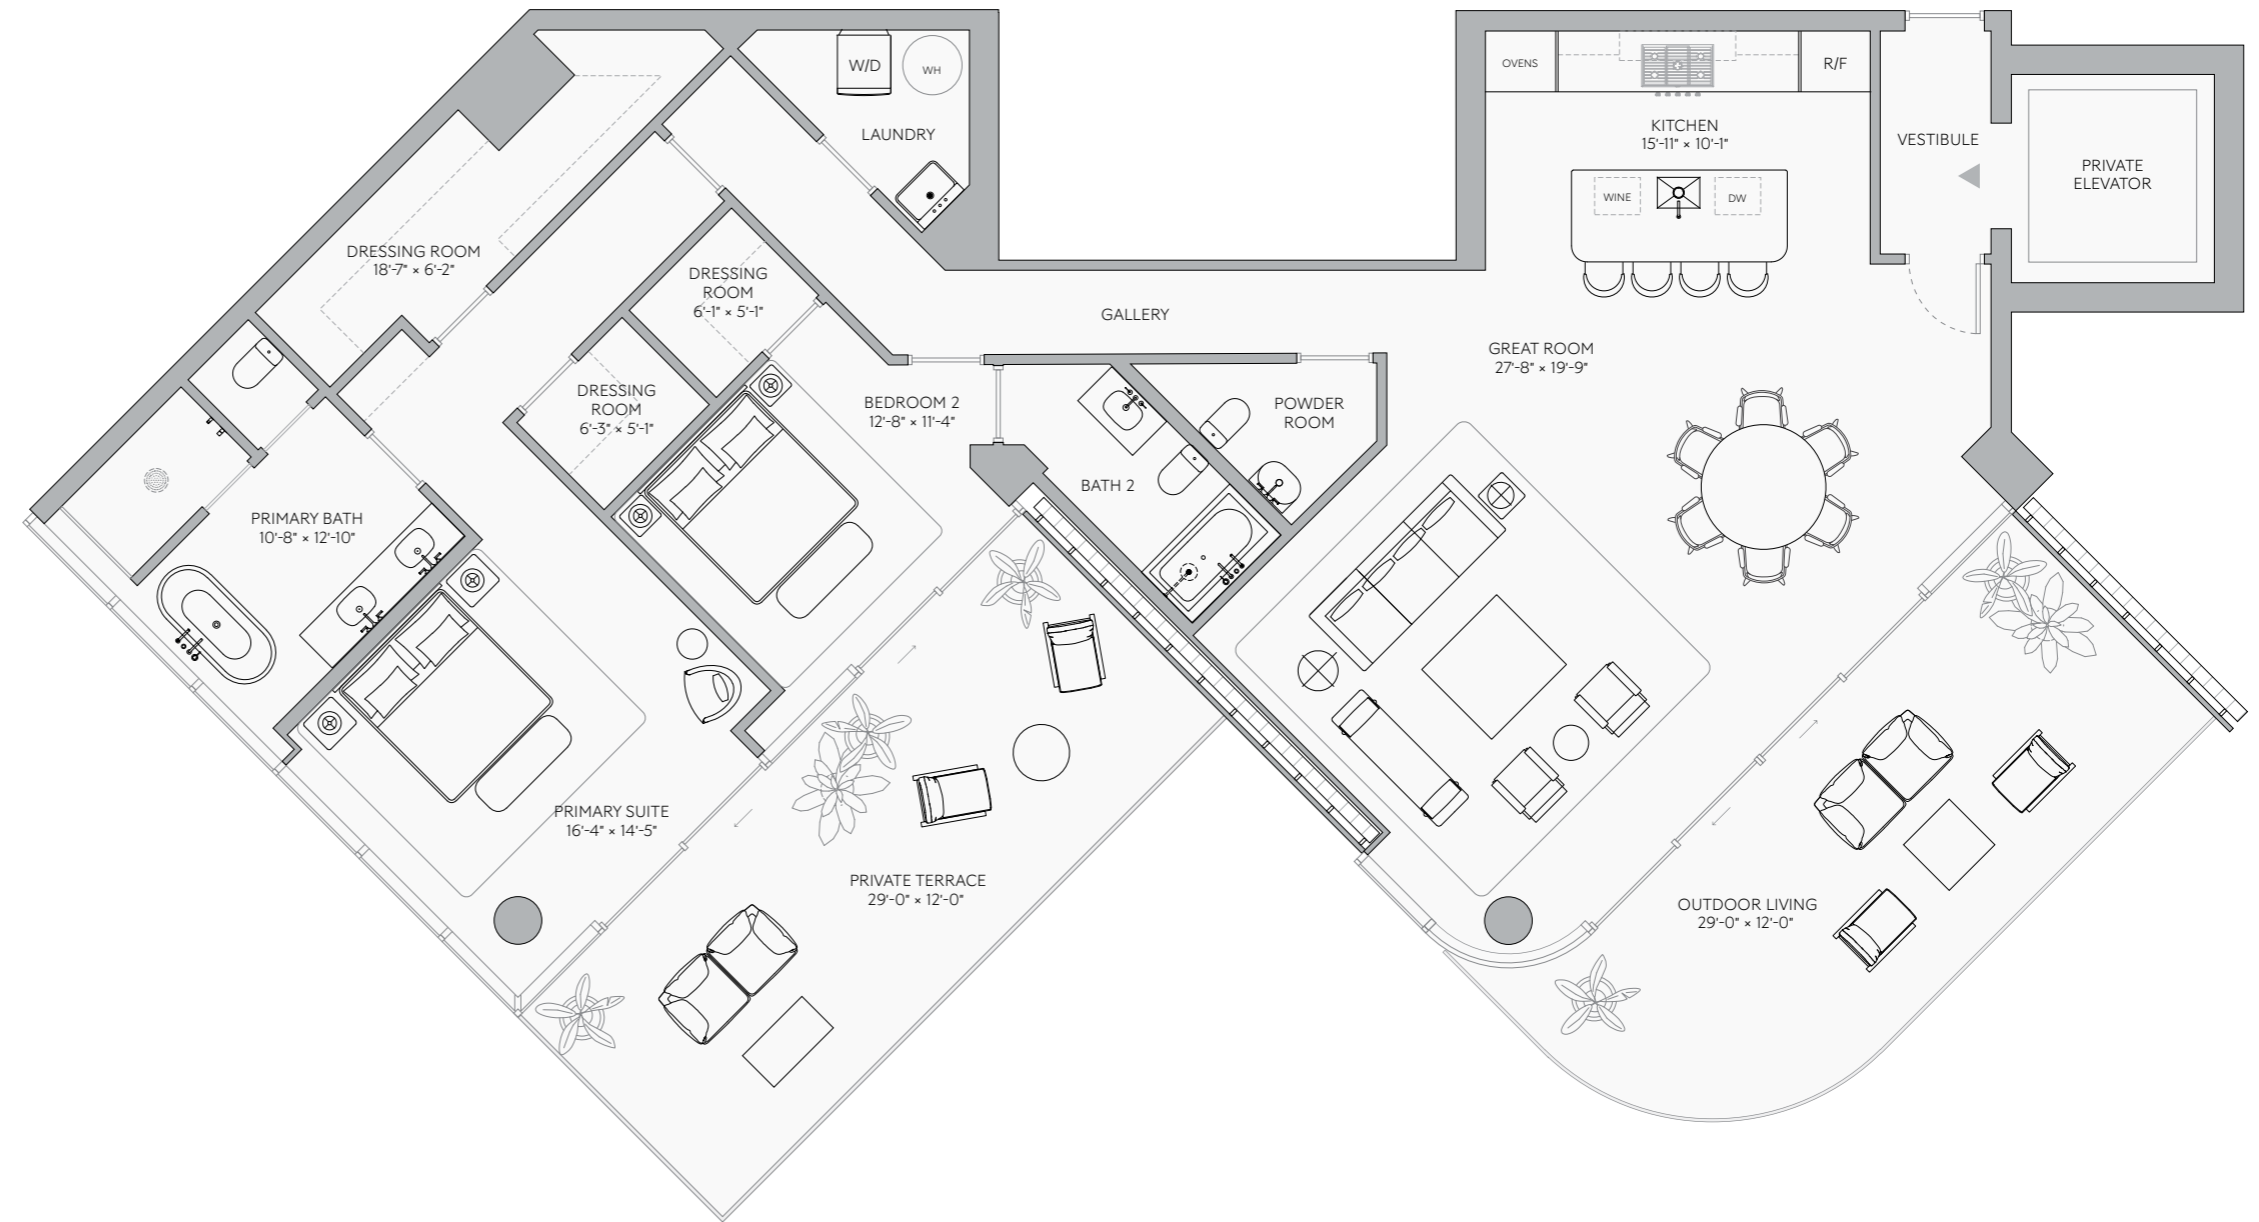 W/D
WH
LAUNDRY
OVENS
R/F
KITCHEN
15'-11" × 10'-1"
VESTIBULE
PRIVATE
ELEVATOR
WINE
DW
DRESSING ROOM
18'-7" × 6'-2"
DRESSING
ROOM
6'-1" × 5'-1"
GALLERY
GREAT ROOM
27'-8" × 19'-9"
DRESSING
ROOM
6'-3" × 5'-1"
BEDROOM 2
12'-8" × 11'-4"
POWDER
ROOM
BATH 2
PRIMARY BATH
10'-8" × 12'-10"
PRIMARY SUITE
16'-4" × 14'-5"
PRIVATE TERRACE
29'-0" × 12'-0"
OUTDOOR LIVING
29'-0" × 12'-0"